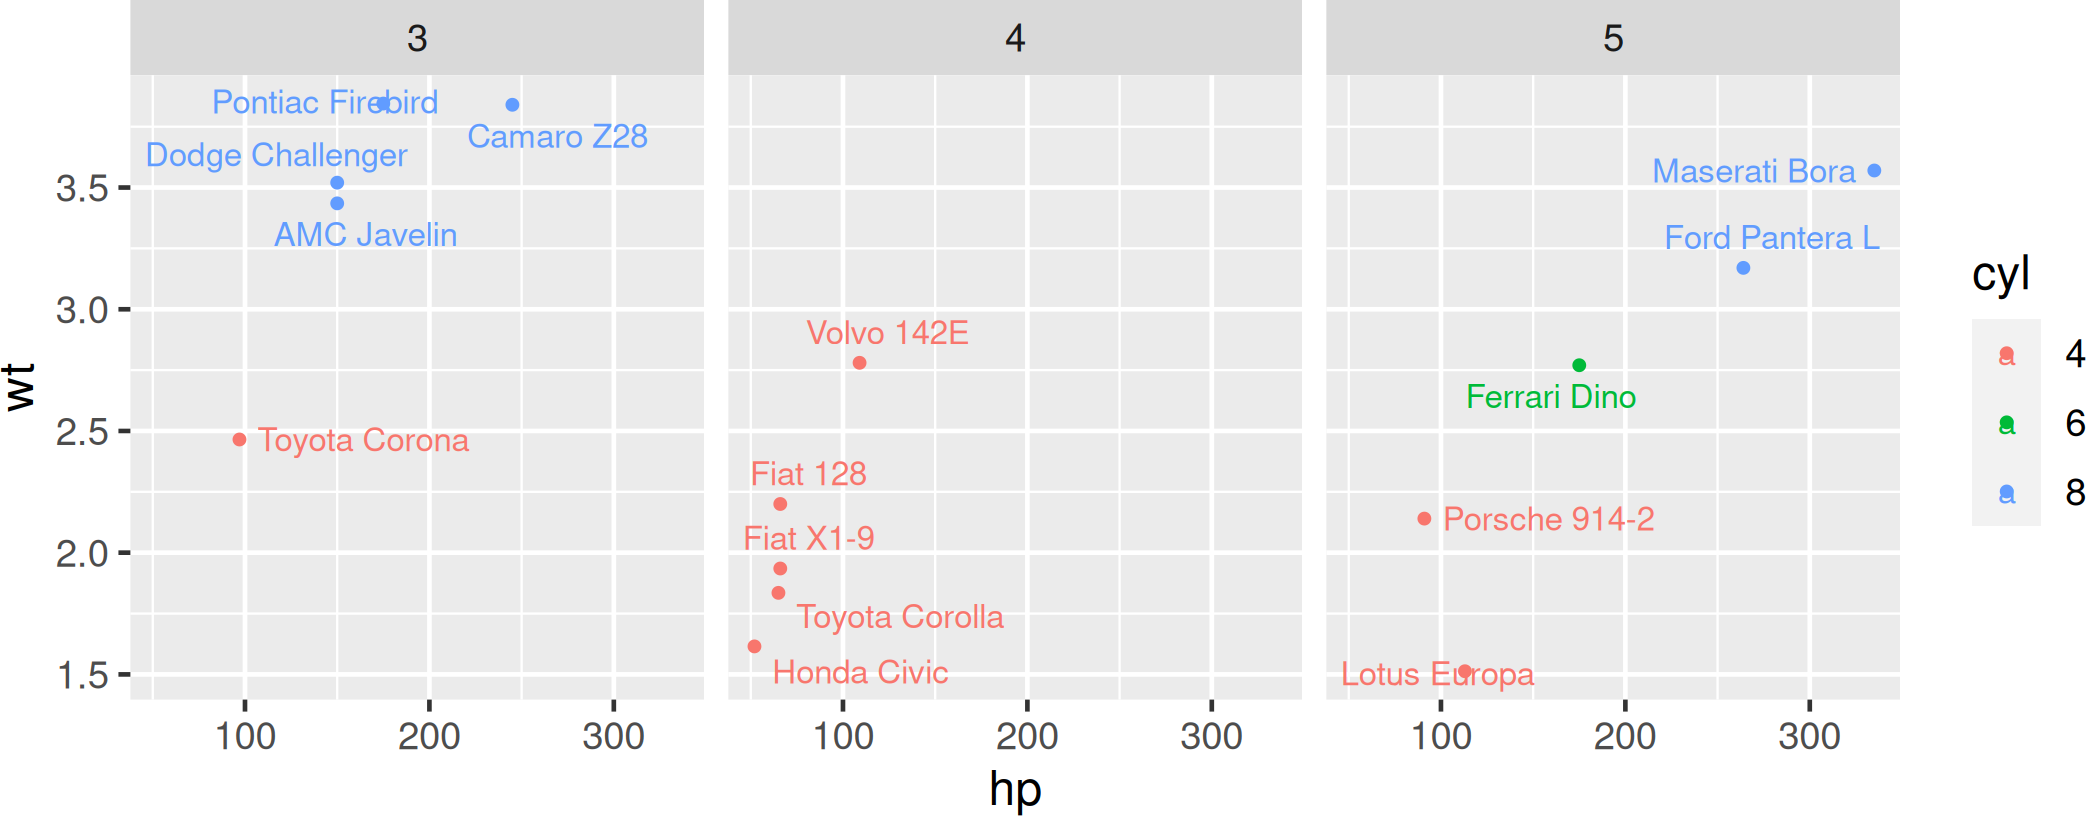 3 4 5
Pontiac Firebird
Camaro Z28
Dodge Challenger
AMC Javelin
Toyota Corona
Volvo 142E
Fiat 128
Fiat X1-9
Toyota Corolla
Honda Civic
Maserati Bora
Ford Pantera L
Ferrari Dino
Porsche 914-2
Lotus Europa
3.5
3.0
2.5
2.0
1.5
wt
100 200 300 100 200 300 100 200 300
hp
cyl
a 4
a 6
a 8